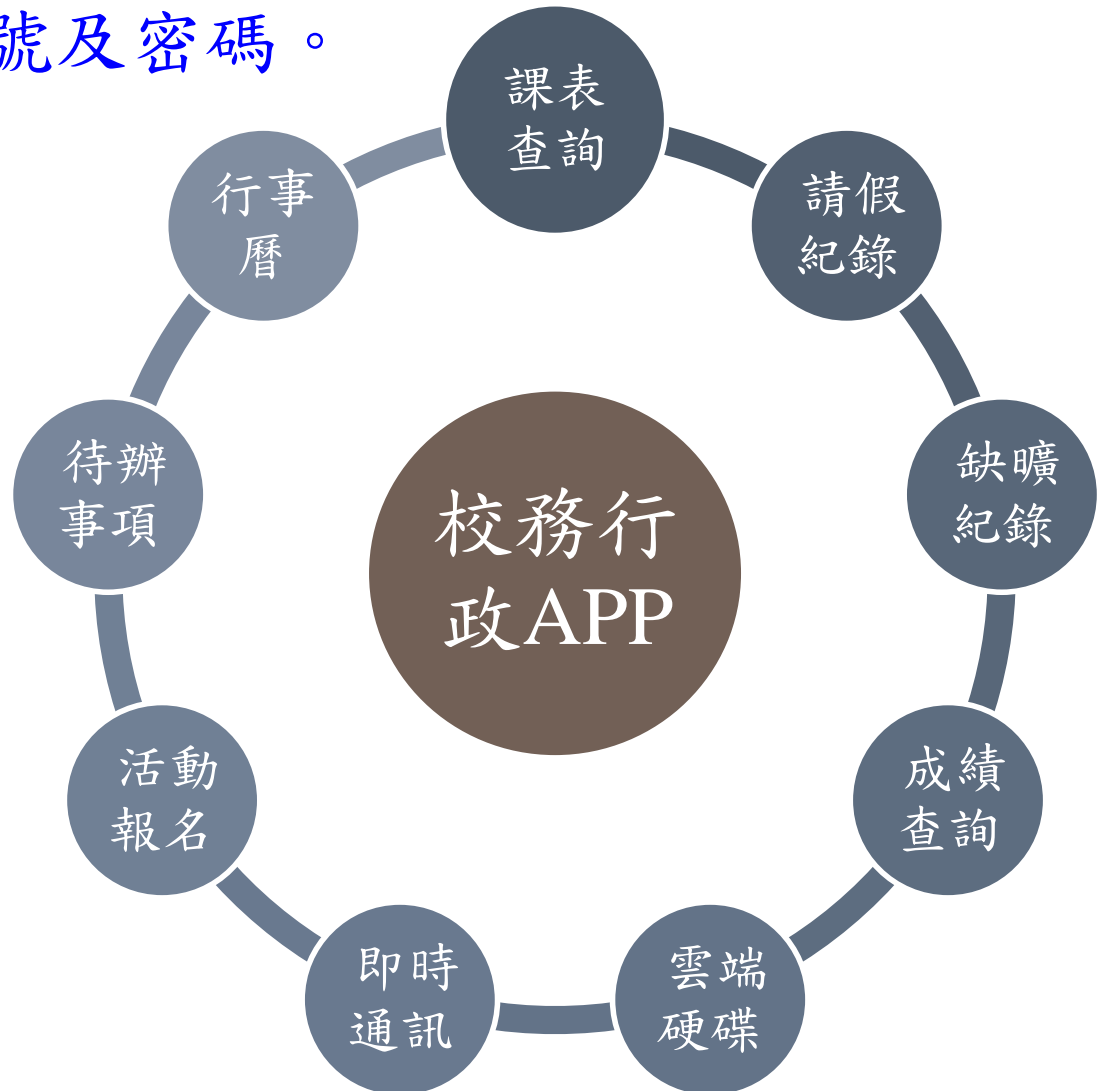 號及密碼。
課表
查詢
請假
紀錄
缺曠
紀錄
成績
查詢
雲端
硬碟
即時
通訊
活動
報名
待辦
事項
行事
曆
校務行
政APP